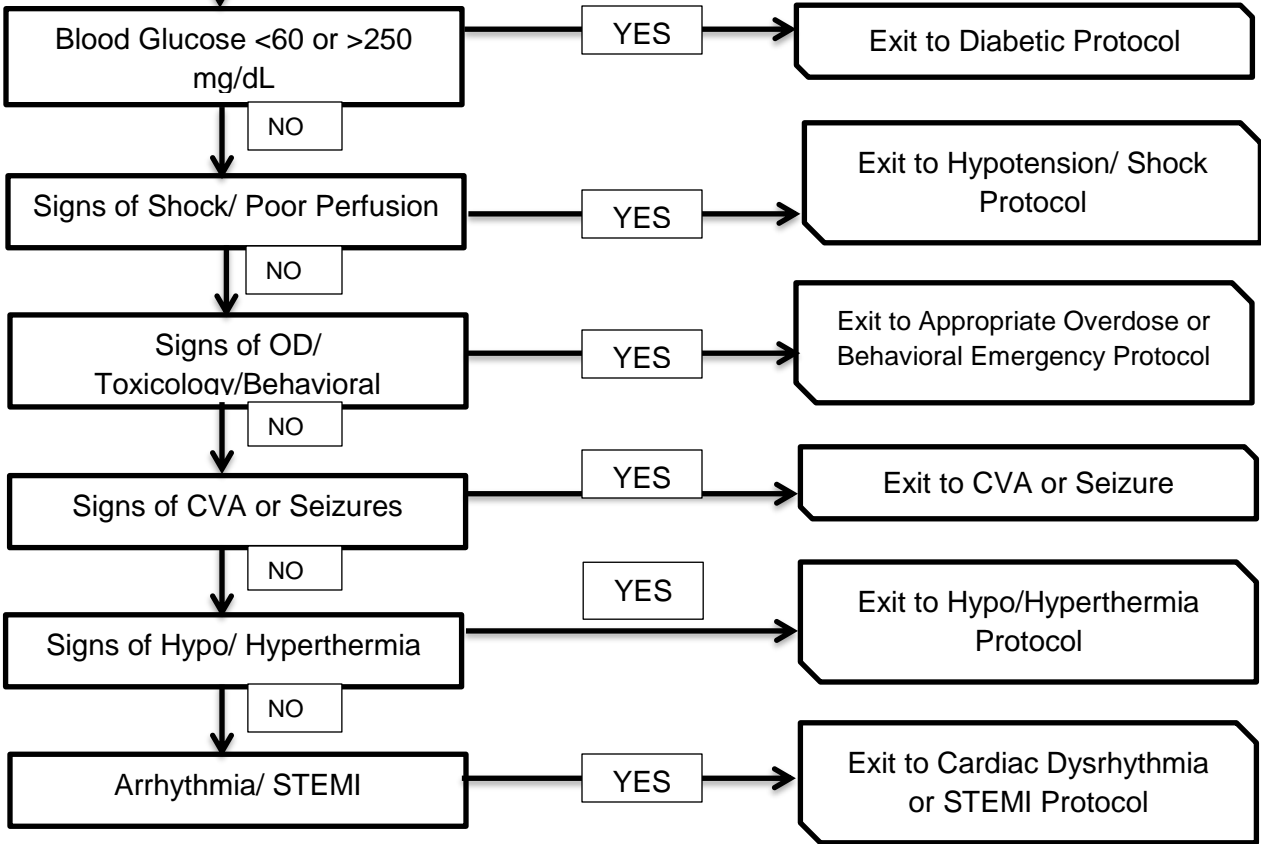 Blood Glucose <60 or >250
mg/dL
YES
Exit to Diabetic Protocol
NO
Signs of Shock/ Poor Perfusion
YES
Exit to Hypotension/ Shock
Protocol
NO
Signs of OD/
Toxicology/Behavioral
YES
Exit to Appropriate Overdose or
Behavioral Emergency Protocol
NO
Signs of CVA or Seizures
YES
Exit to CVA or Seizure
NO
Signs of Hypo/ Hyperthermia
YES
Exit to Hypo/Hyperthermia
Protocol
NO
Arrhythmia/ STEMI
YES
Exit to Cardiac Dysrhythmia
or STEMI Protocol